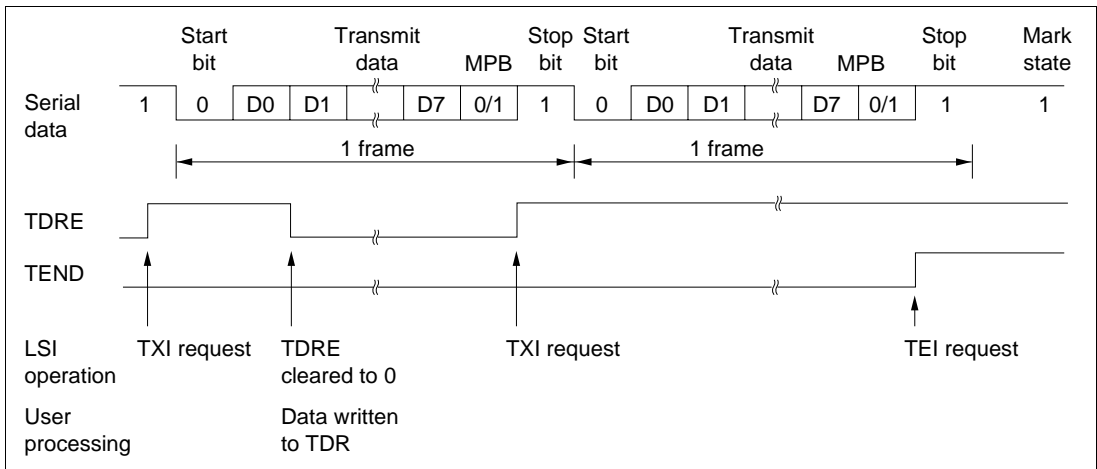 Start Transmit Stop Start Transmit Stop Mark
bit data MPB bit bit data MPB bit state
Serial 1 0 D0 D1 D7 0/1 1 0 D0 D1 D7 0/1 1 1
data
1 frame 1 frame
TDRE
TEND
LSI TXI request TDRE TXI request TEI request
operation cleared to 0
User Data written
processing to TDR